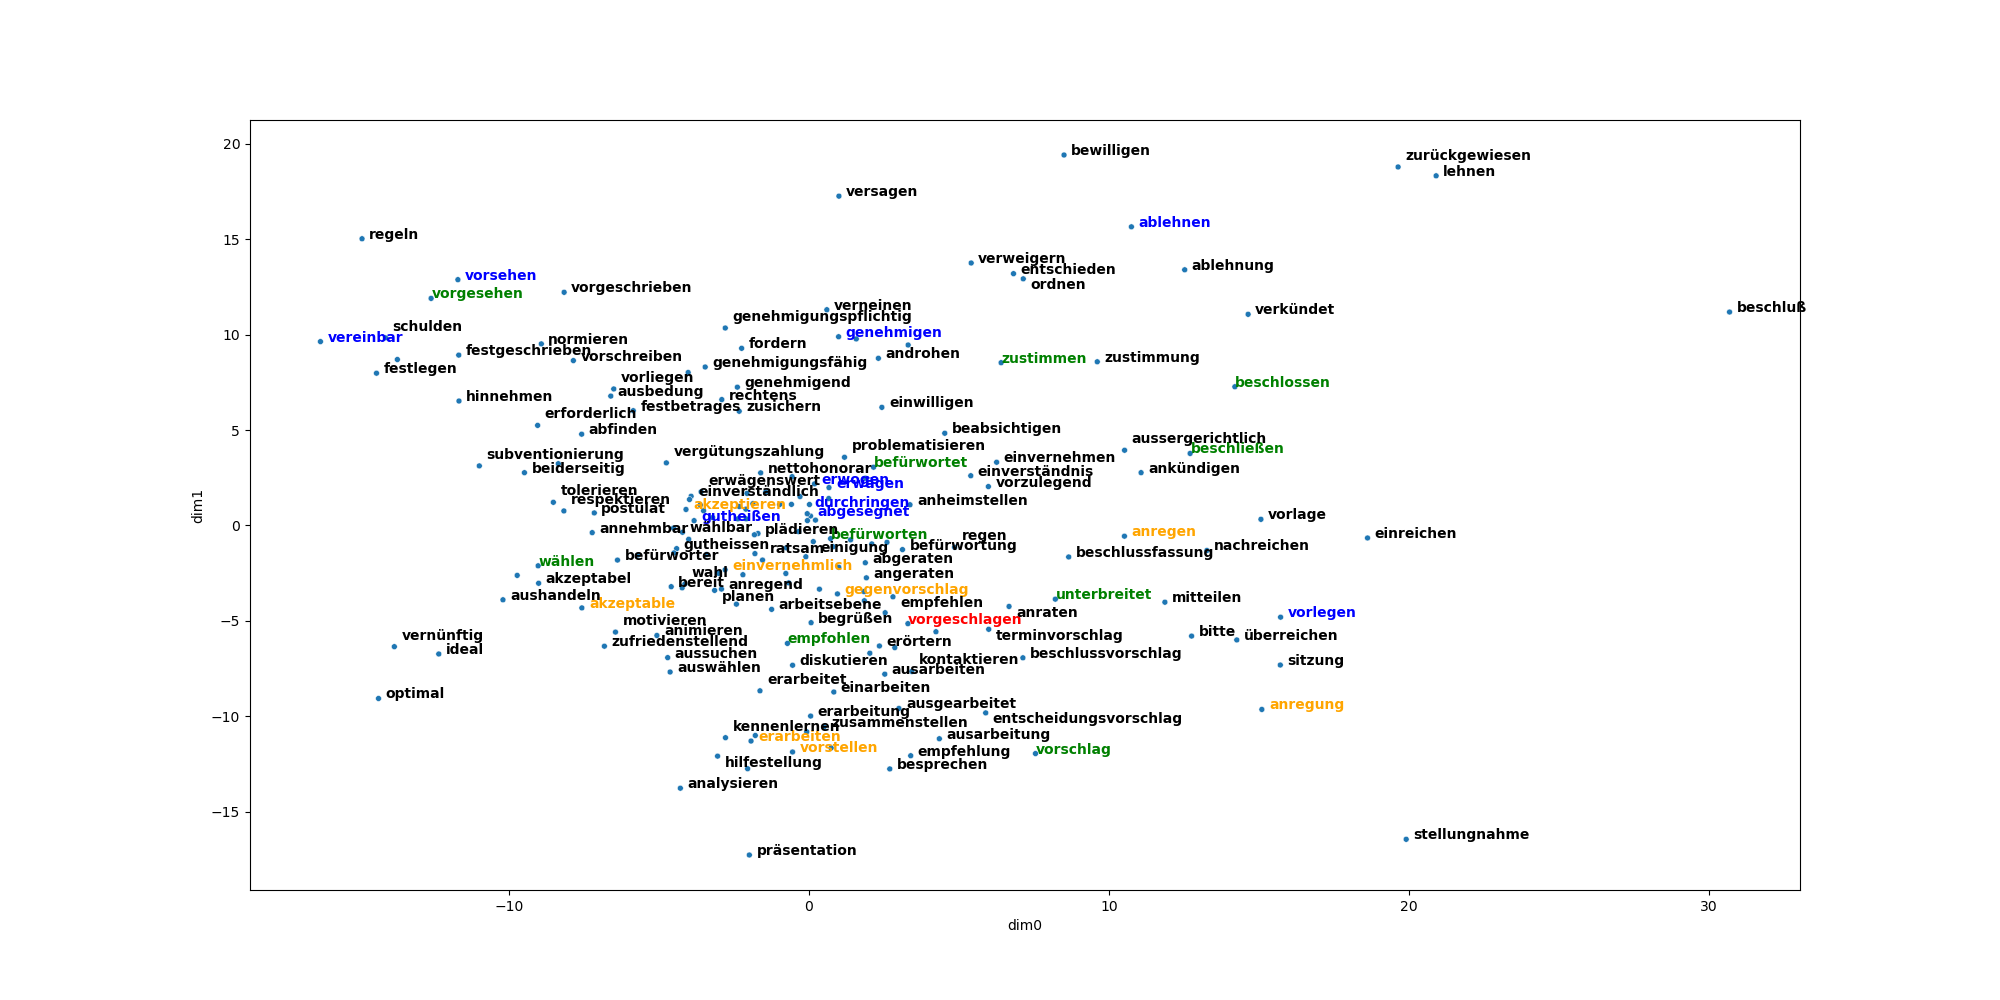 20
15
10
5
0
−5
−10
−15
dim1
−10
0
10
20
30
dim0
bewilligen
zurückgewiesen
lehnen
versagen
ablehnen
regeln
verweigern
entschieden
ablehnung
ordnen
vorsehen
vorgesehen
vorgeschrieben
verneinen
genehmigungspflichtig
verkündet
beschluß
schulden
vereinbar
genehmigen
normieren
fordern
festgeschrieben
vorschreiben
androhen
zustimmen
zustimmung
genehmigungsfähig
festlegen
vorliegen
genehmigend
beschlossen
ausbedung
rechtens
hinnehmen
einwilligen
festbetrages
zusichern
erforderlich
abfinden
beabsichtigen
aussergerichtlich
problematisieren
beschließen
vergütungszahlung
subventionierung
einvernehmen
befürwortet
beiderseitig
nettohonorar
ankündigen
einverständnis
erwägenswert
erwogen
erwägen
vorzulegend
tolerieren
einverständlich
respektieren
anheimstellen
durchringen
akzeptieren
postulat
abgesegnet
gutheißen
vorlage
annehmbar
wählbar
plädieren
anregen
befürworten
regen
einreichen
gutheissen
ratsam
einigung
befürwortung
nachreichen
befürworter
beschlussfassung
abgeraten
wählen
einvernehmlich
wahl
angeraten
akzeptabel
bereit
anregend
gegenvorschlag
aushandeln
planen
unterbreitet
mitteilen
akzeptable
arbeitsebene
empfehlen
anraten
vorlegen
motivieren
begrüßen
vorgeschlagen
animieren
bitte
vernünftig
zufriedenstellend
empfohlen
erörtern
terminvorschlag
überreichen
ideal
aussuchen
diskutieren
kontaktieren
beschlussvorschlag
sitzung
auswählen
ausarbeiten
erarbeitet
einarbeiten
optimal
ausgearbeitet
anregung
erarbeitung
entscheidungsvorschlag
kennenlernen
zusammenstellen
erarbeiten
ausarbeitung
vorstellen
empfehlung
vorschlag
hilfestellung
besprechen
analysieren
stellungnahme
präsentation